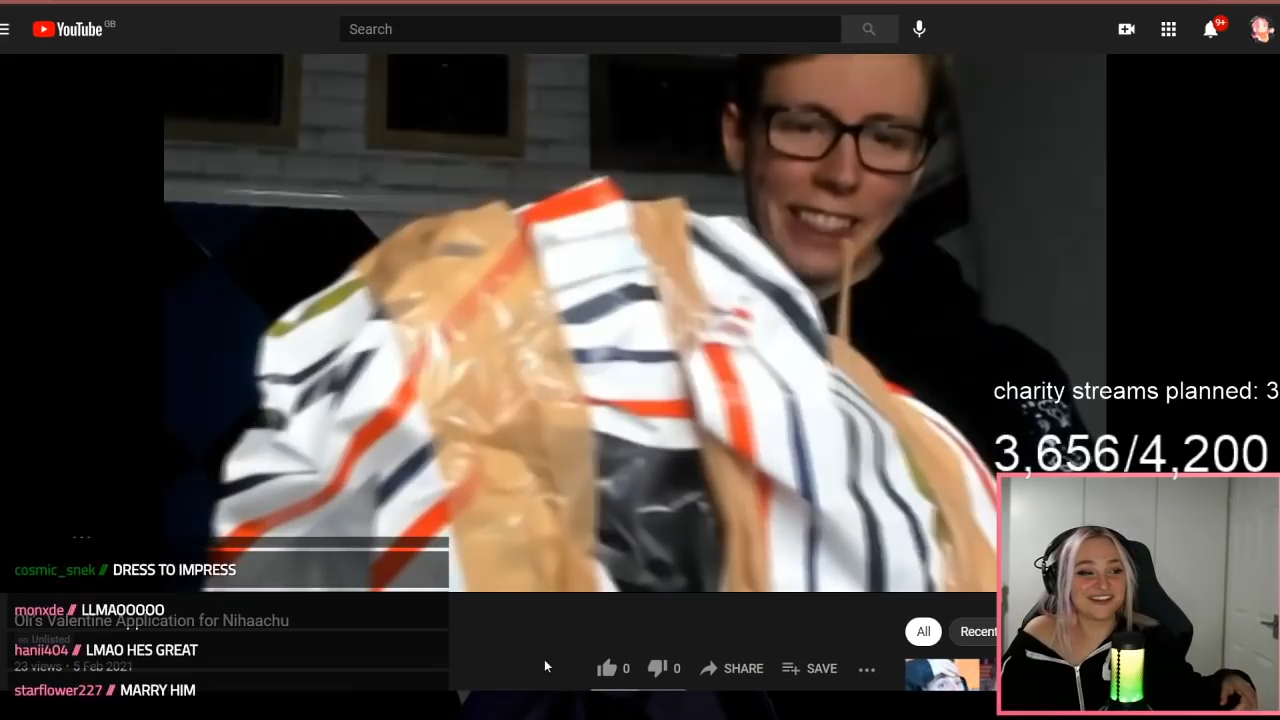 YouTube GB
Search
9+
charity streams planned: 3
3,656/4,200
cosmic_snek // DRESS TO IMPRESS
monxde // LLMAOOOOO
Oli's Valentine Application for Nihaachu
Unlisted
hanii404 // LMAO HES GREAT
23 views · 5 Feb 2021
starflower227 // MARRY HIM
0
0
SHARE
SAVE
All
Recent